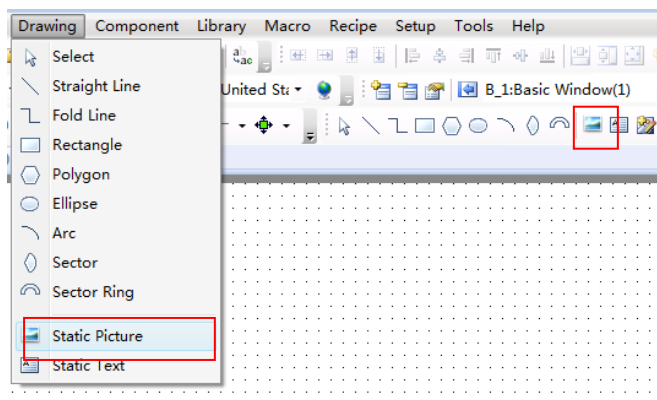 Drawing Component Library Macro Recipe Setup Tools Help
Select
Straight Line
United Sta
B_1:Basic Window(1)
Fold Line
Rectangle
Polygon
Ellipse
Arc
Sector
Sector Ring
Static Picture
Static Text